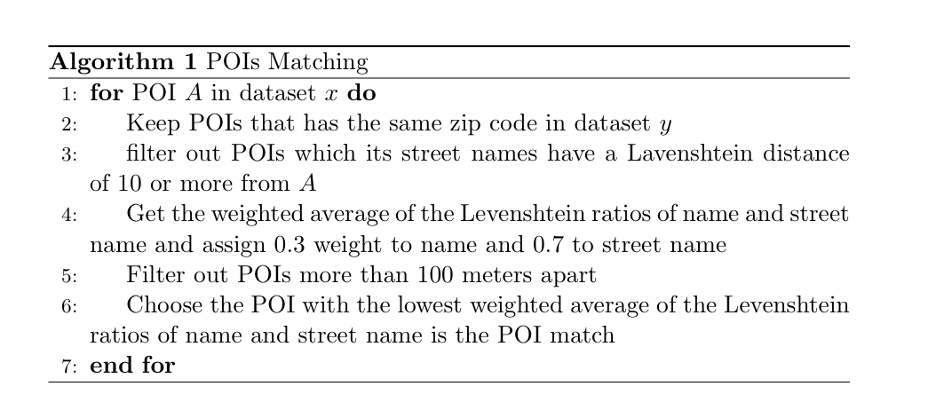 Algorithm 1 POIs Matching
1: for POI A in dataset x do
2: Keep POIs that has the same zip code in dataset y
3: filter out POIs which its street names have a Lavenshtein distance
of 10 or more from A
4: Get the weighted average of the Levenshtein ratios of name and street
name and assign 0.3 weight to name and 0.7 to street name
5: Filter out POIs more than 100 meters apart
6: Choose the POI with the lowest weighted average of the Levenshtein
ratios of name and street name is the POI match
7: end for